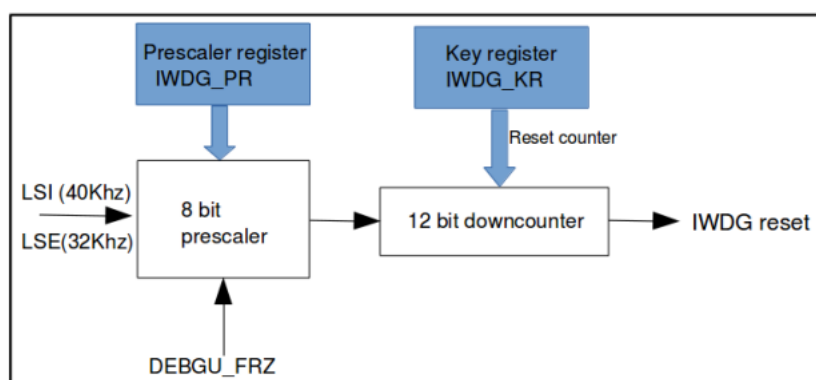 Prescaler register
IWDG_PR
Key register
IWDG_KR
Reset counter
LSI (40Khz)
LSE(32Khz)
8 bit
prescaler
12 bit downcounter
IWDG reset
DEBGU_FRZ